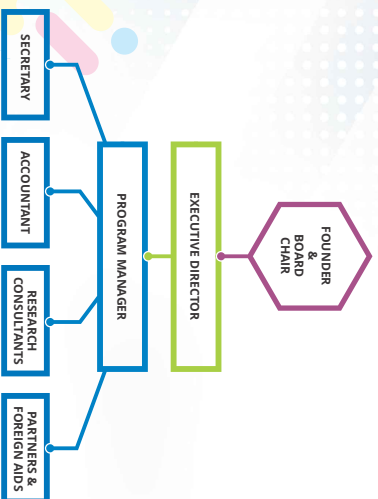 FOUNDER
&
BOARD
CHAIR
EXECUTIVE DIRECTOR
PROGRAM MANAGER
SECRETARY
ACCOUNTANT
RESEARCH
CONSULTANTS
PARTNERS &
FOREIGN AIDS